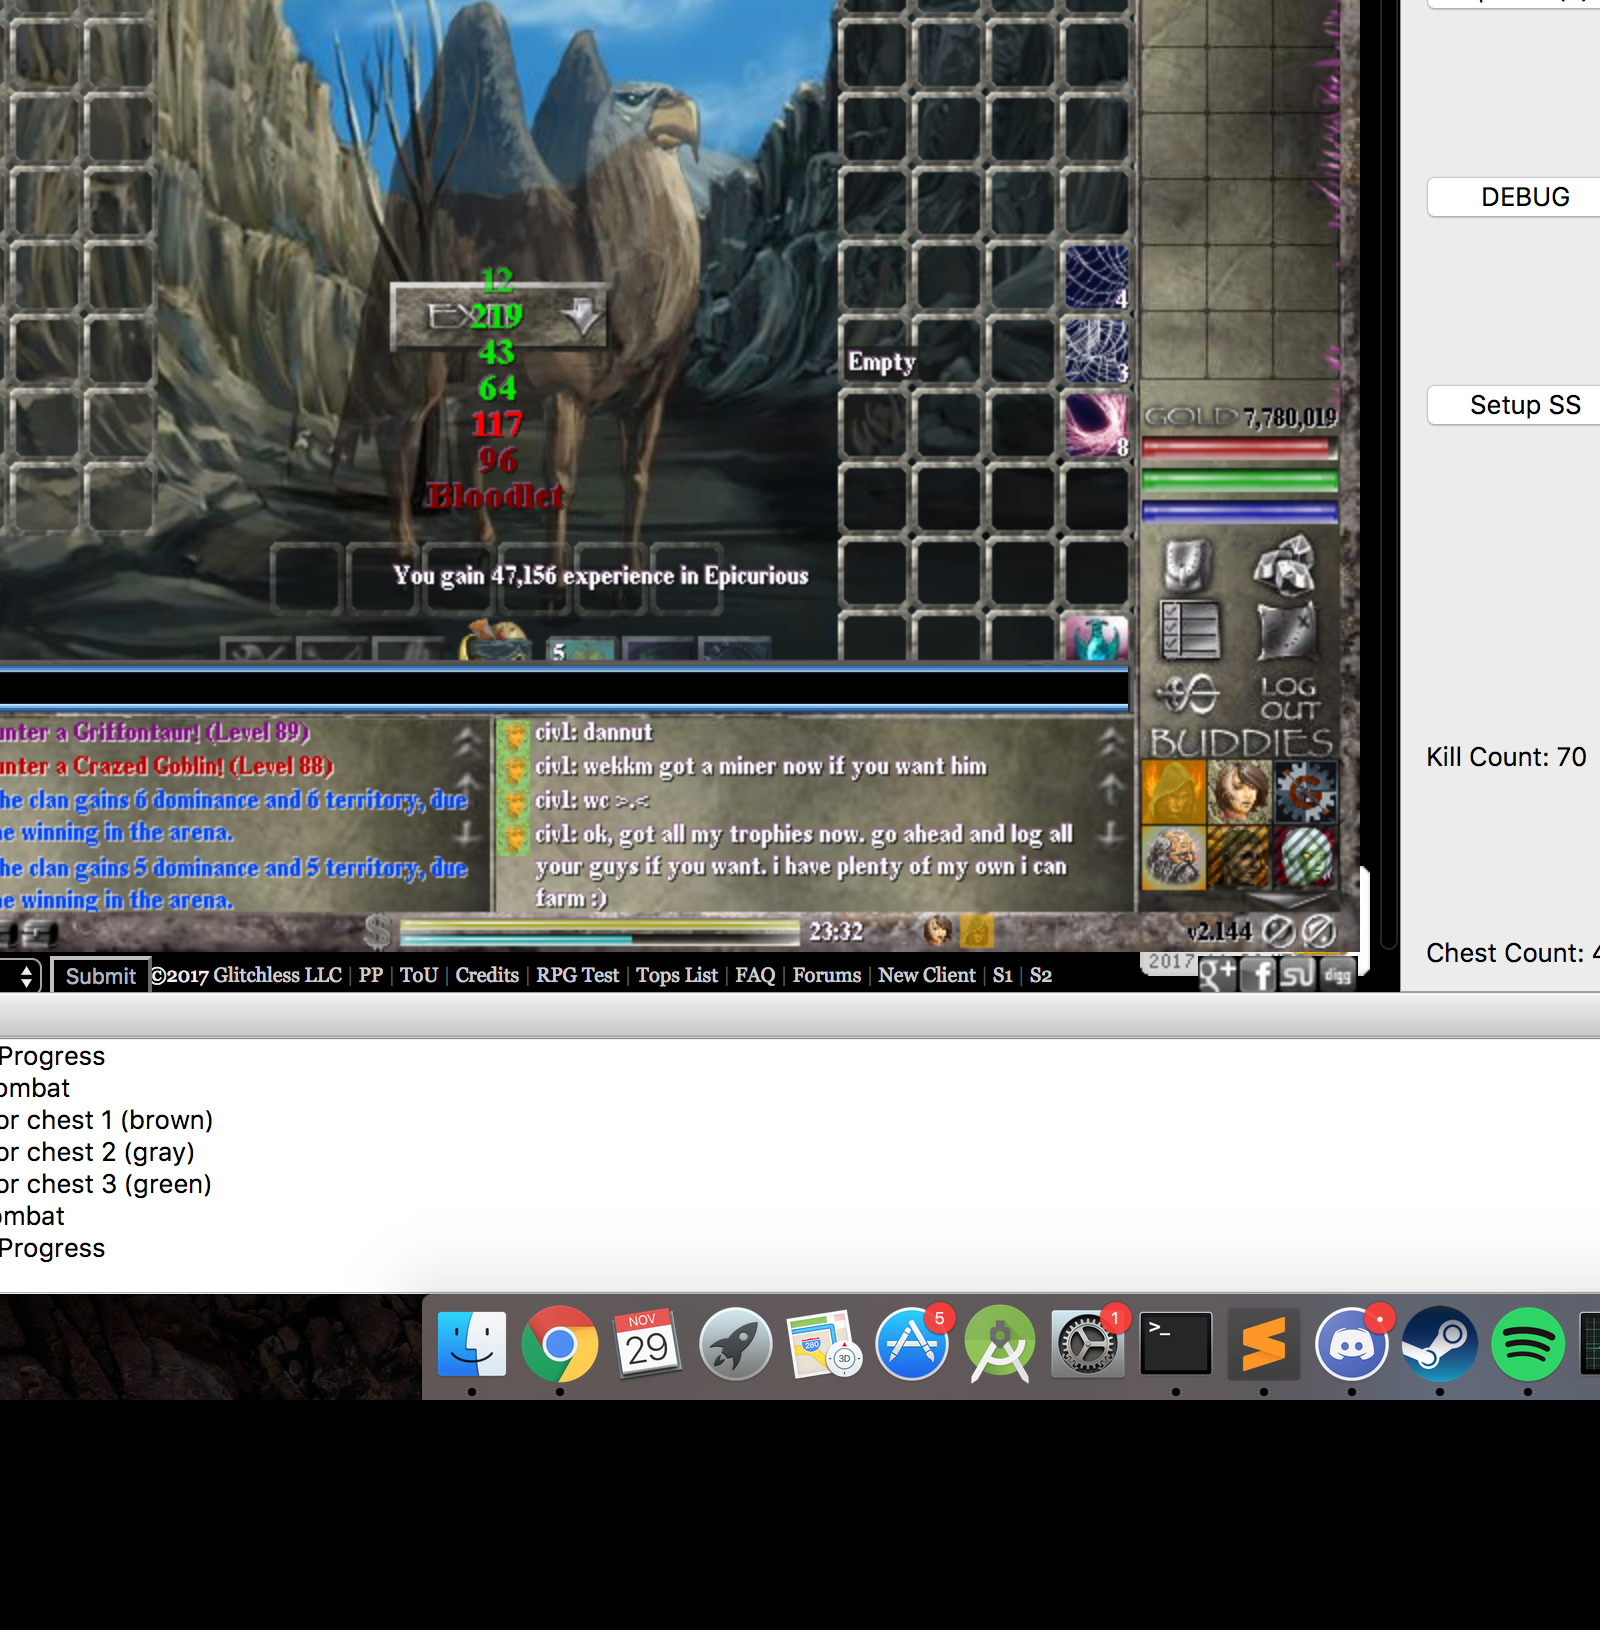 DEBUG
12
219
43
64
117
96
Bloodlet
4
Empty
3
8
GOLD 7,780,019
Setup SS
You gain 47,156 experience in Epicurious
5
LOG
OUT
BUDDIES
unter a Griffontaur! (Level 89)
unter a Crazed Goblin! (Level 88)
he clan gains 6 dominance and 6 territory, due
e winning in the arena.
he clan gains 5 dominance and 5 territory, due
e winning in the arena.
civl: dannut
civl: wekkm got a miner now if you want him
civl: wc >.<
civl: ok, got all my trophies now. go ahead and log all
your guys if you want. i have plenty of my own i can
farm :)
Kill Count: 70
$
23:32
v2.144
Chest Count: 4
Submit
©2017 Glitchless LLC | PP | ToU | Credits | RPG Test | Tops List | FAQ | Forums | New Client | S1 | S2
2017
g+ f su digg
Progress
ombat
or chest 1 (brown)
or chest 2 (gray)
or chest 3 (green)
ombat
Progress
NOV
29
280
3D
5
1
>_